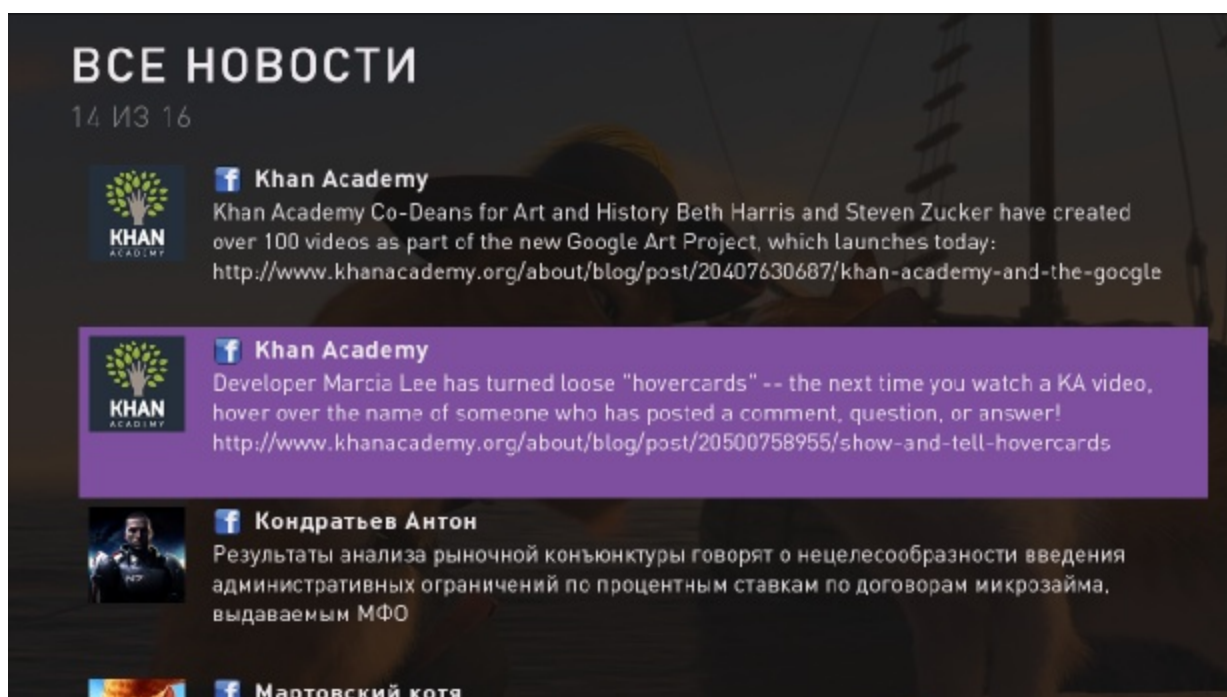 ВСЕ НОВОСТИ
14 ИЗ 16
KHAN
ACADEMY
Khan Academy
Khan Academy Co-Deans for Art and History Beth Harris and Steven Zucker have created
over 100 videos as part of the new Google Art Project, which launches today:
http://www.khanacademy.org/about/blog/post/20407630687/khan-academy-and-the-google
KHAN
ACADEMY
Khan Academy
Developer Marcia Lee has turned loose "hovercards" -- the next time you watch a KA video,
hover over the name of someone who has posted a comment, question, or answer!
http://www.khanacademy.org/about/blog/post/20500758955/show-and-tell-hovercards
N7
Кондратьев Антон
Результаты анализа рыночной конъюнктуры говорят о нецелесообразности введения
административных ограничений по процентным ставкам по договорам микрозайма,
выдаваемым МФО
Мартовский котя